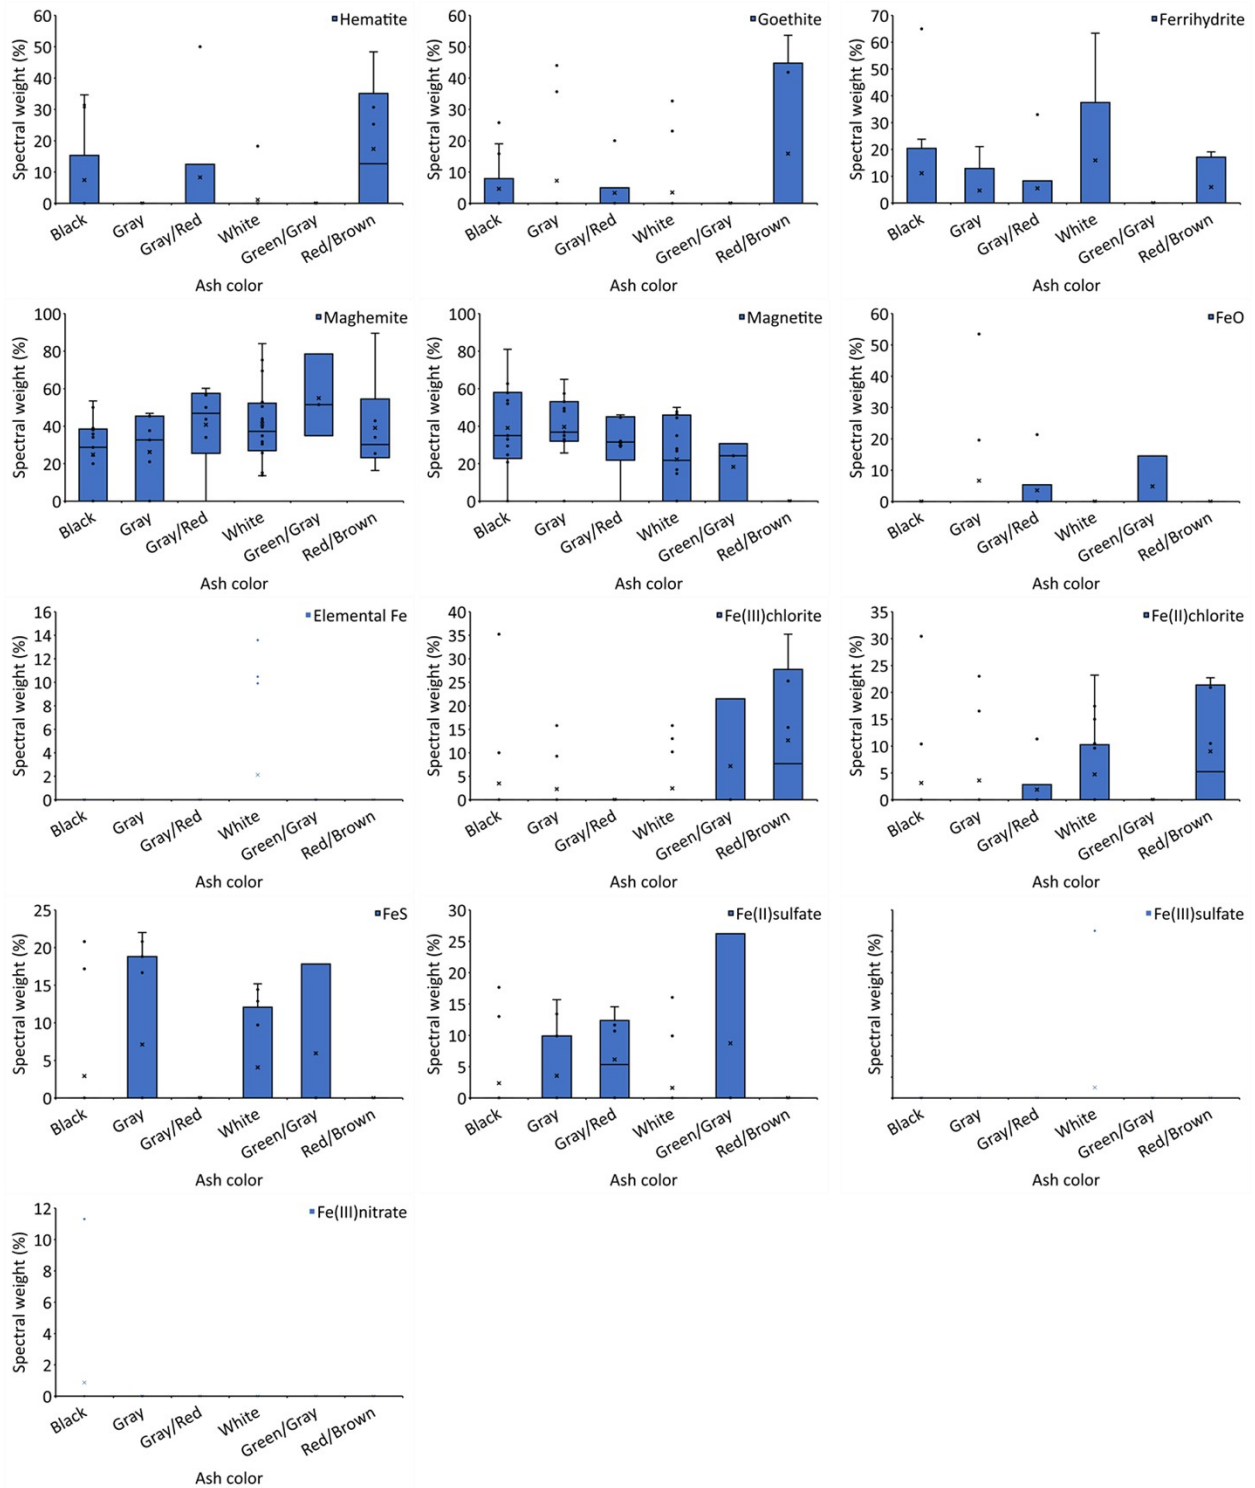 Hematite
Spectral weight (%)
60
50
40
30
20
10
0
Black
Gray
Gray/Red
White
Green/Gray
Red/Brown
Ash color
Goethite
Spectral weight (%)
60
50
40
30
20
10
0
Black
Gray
Gray/Red
White
Green/Gray
Red/Brown
Ash color
Ferrihydrite
Spectral weight (%)
70
60
50
40
30
20
10
0
Black
Gray
Gray/Red
White
Green/Gray
Red/Brown
Ash color
Maghemite
Spectral weight (%)
100
80
60
40
20
0
Black
Gray
Gray/Red
White
Green/Gray
Red/Brown
Ash color
Magnetite
Spectral weight (%)
100
80
60
40
20
0
Black
Gray
Gray/Red
White
Green/Gray
Red/Brown
Ash color
FeO
Spectral weight (%)
60
50
40
30
20
10
0
Black
Gray
Gray/Red
White
Green/Gray
Red/Brown
Ash color
Elemental Fe
Spectral weight (%)
16
14
12
10
8
6
4
2
0
Black
Gray
Gray/Red
White
Green/Gray
Red/Brown
Ash color
Fe(III)chlorite
Spectral weight (%)
40
35
30
25
20
15
10
5
0
Black
Gray
Gray/Red
White
Green/Gray
Red/Brown
Ash color
Fe(II)chlorite
Spectral weight (%)
35
30
25
20
15
10
5
0
Black
Gray
Gray/Red
White
Green/Gray
Red/Brown
Ash color
FeS
Spectral weight (%)
25
20
15
10
5
0
Black
Gray
Gray/Red
White
Green/Gray
Red/Brown
Ash color
Fe(II)sulfate
Spectral weight (%)
30
25
20
15
10
5
0
Black
Gray
Gray/Red
White
Green/Gray
Red/Brown
Ash color
Fe(III)sulfate
Spectral weight (%)
Black
Gray
Gray/Red
White
Green/Gray
Red/Brown
Ash color
Fe(III)nitrate
Spectral weight (%)
12
10
8
6
4
2
0
Black
Gray
Gray/Red
White
Green/Gray
Red/Brown
Ash color